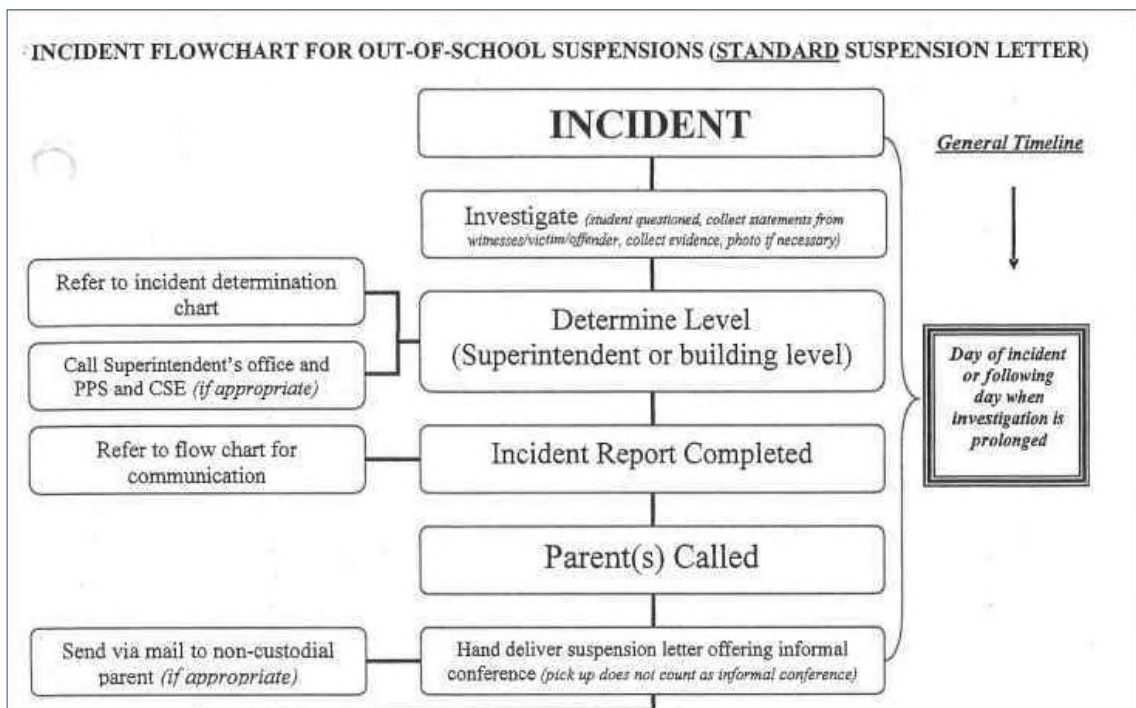 INCIDENT FLOWCHART FOR OUT-OF-SCHOOL SUSPENSIONS (STANDARD SUSPENSION LETTER)
INCIDENT
General Timeline
Investigate (student questioned, collect statements from
witnesses/victim/offender, collect evidence, photo if necessary)
Refer to incident determination
chart
Call Superintendent's office and
PPS and CSE (if appropriate)
Determine Level
(Superintendent or building level)
Day of incident
or following
day when
investigation is
prolonged
Refer to flow chart for
communication
Incident Report Completed
Parent(s) Called
Send via mail to non-custodial
parent (if appropriate)
Hand deliver suspension letter offering informal
conference (pick up does not count as informal conference)